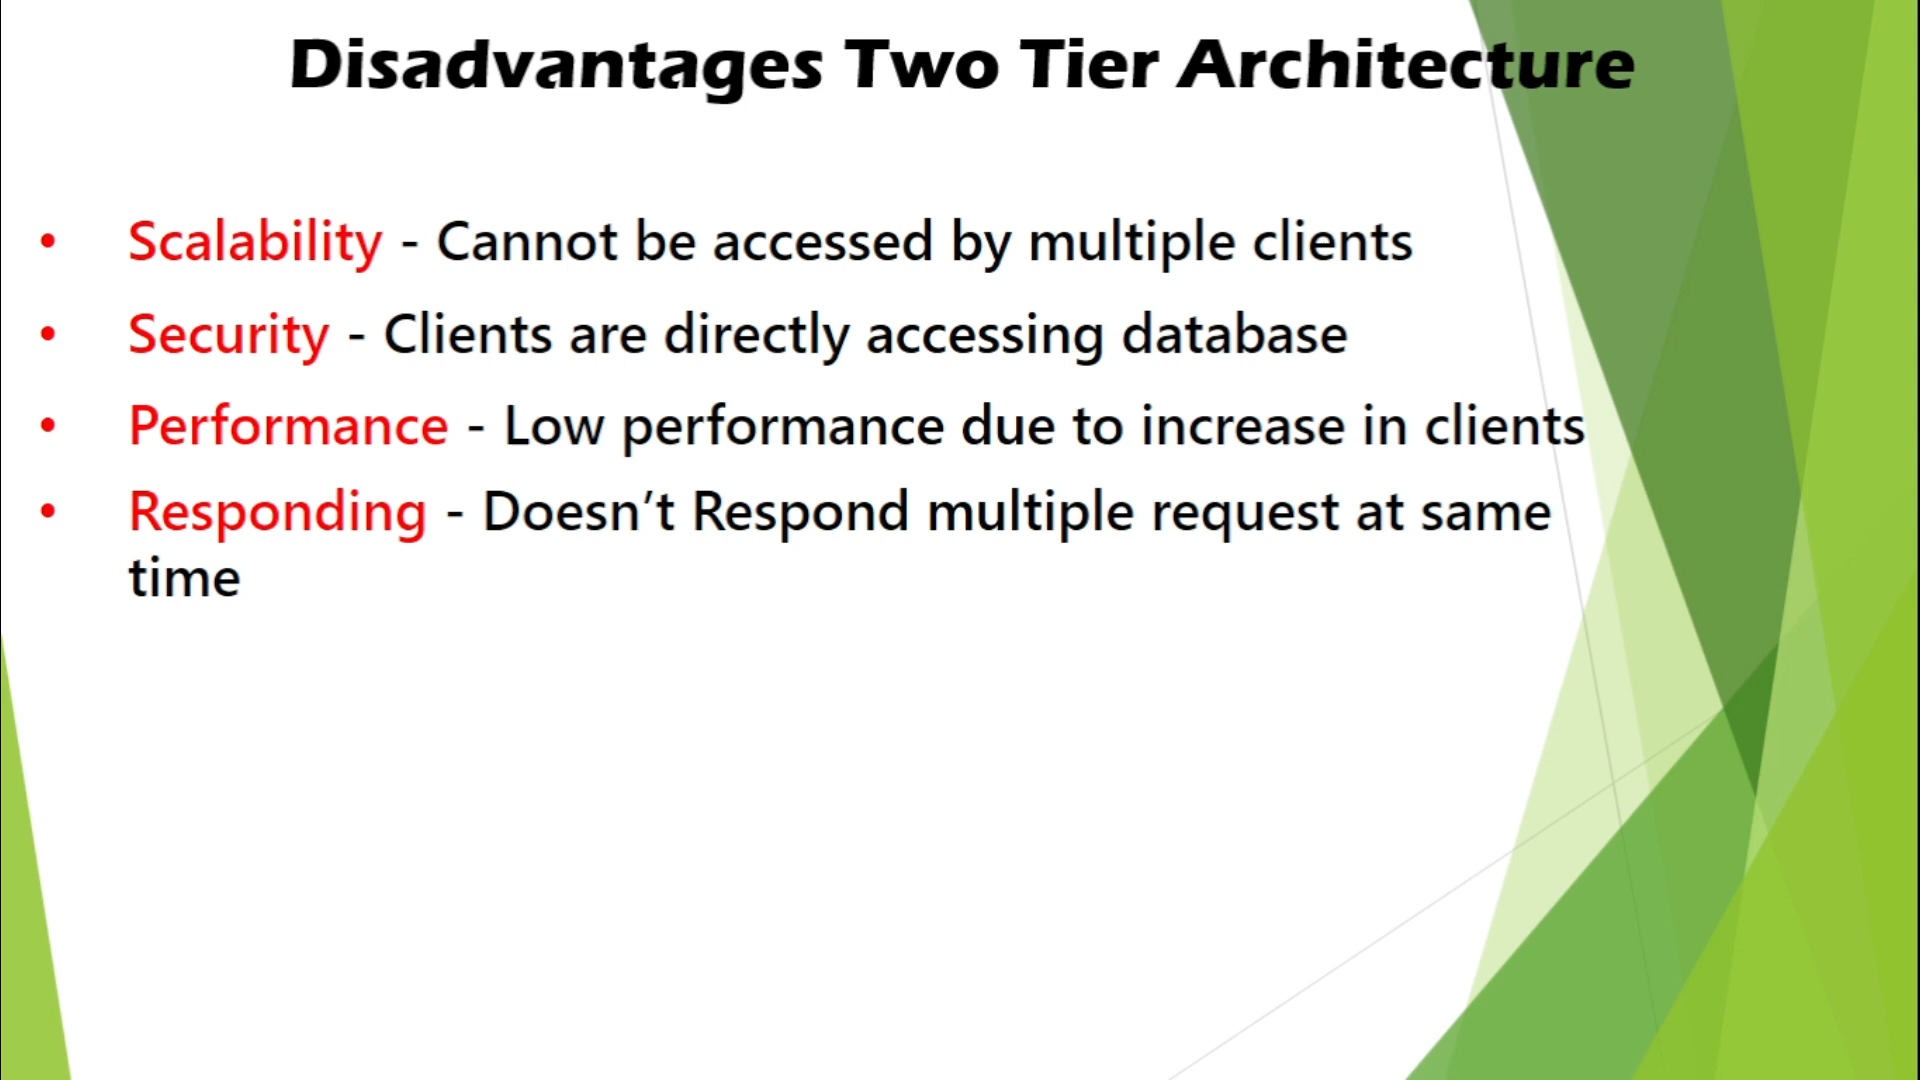 Disadvantages Two Tier Architecture
• Scalability - Cannot be accessed by multiple clients
• Security - Clients are directly accessing database
• Performance - Low performance due to increase in clients
• Responding - Doesn’t Respond multiple request at same
time